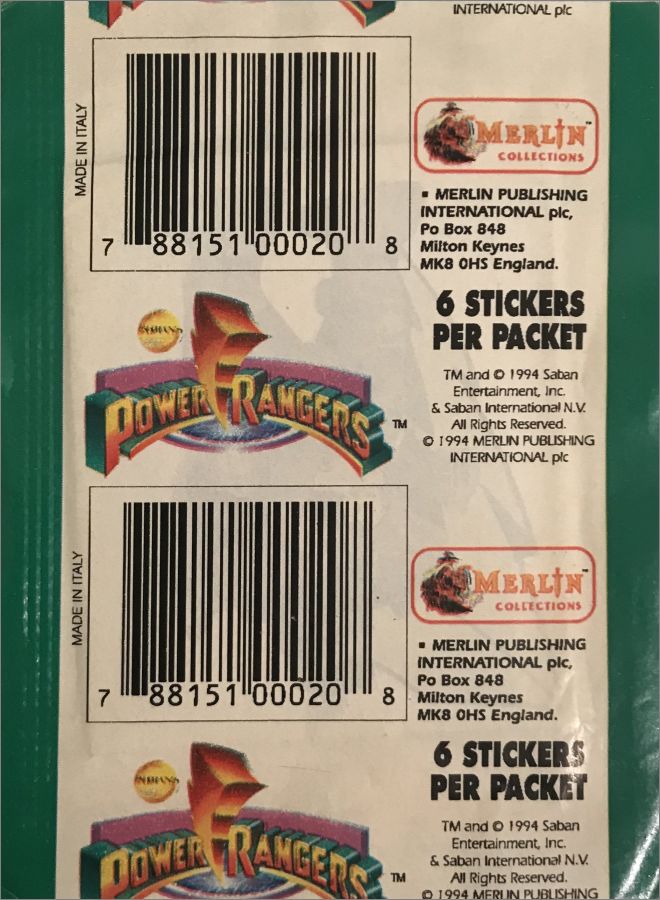 INTERNATIONAL plc
MADE IN ITALY
7 88151 00020 8
MERLIN™
COLLECTIONS
▪ MERLIN PUBLISHING
INTERNATIONAL plc,
Po Box 848
Milton Keynes
MK8 0HS England.
6 STICKERS
PER PACKET
POWER RANGERS TM
TM and © 1994 Saban
Entertainment, Inc.
& Saban International N.V.
All Rights Reserved.
© 1994 MERLIN PUBLISHING
INTERNATIONAL plc
MADE IN ITALY
7 88151 00020 8
MERLIN™
COLLECTIONS
▪ MERLIN PUBLISHING
INTERNATIONAL plc,
Po Box 848
Milton Keynes
MK8 0HS England.
6 STICKERS
PER PACKET
POWER RANGERS TM
TM and © 1994 Saban
Entertainment, Inc.
& Saban International N.V.
All Rights Reserved.
© 1994 MERLIN PUBLISHING